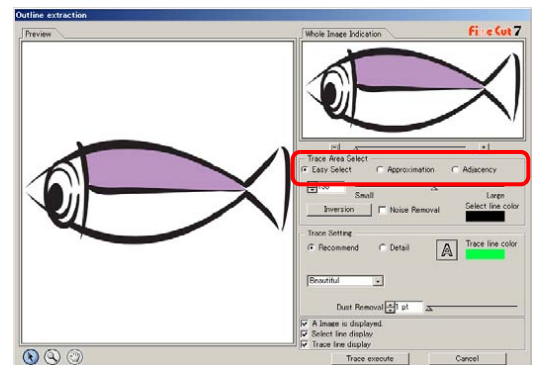 Outline extraction
Preview
Whole Image Indication
Fine Cut 7
Trace Area Select
Easy Select Approximation Adjacency
Small Large
Inversion Noise Removal Select line color
Trace Setting
Recommend Detail A Trace line color
Beautiful
Dust Removal 1 pt
A Image is displayed
Select line display
Trace line display
Trace execute Cancel